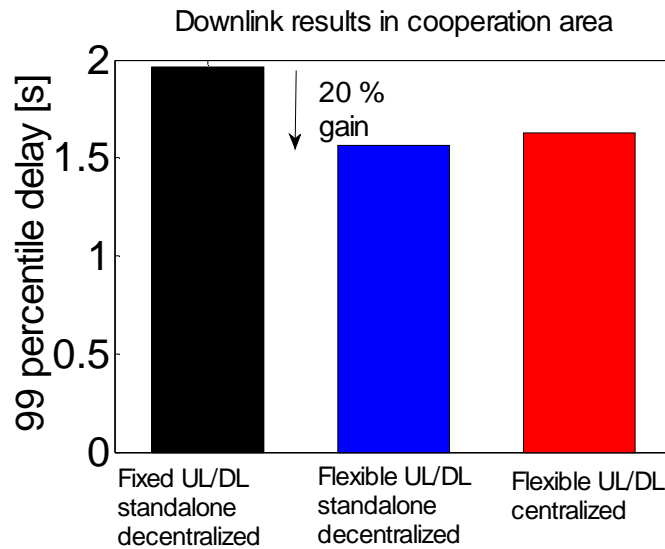 Downlink results in cooperation area
99 percentile delay [s]
2
1.5
1
0.5
0
20 %
gain
Fixed UL/DL
standalone
decentralized
Flexible UL/DL
standalone
decentralized
Flexible UL/DL
centralized